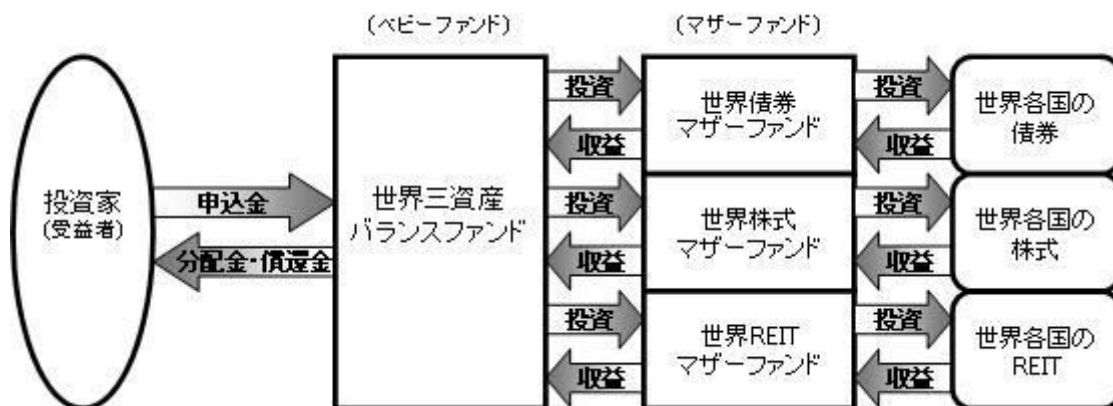 （ベビーファンド）
（マザーファンド）
投資家
（受益者）
申込金
分配金・償還金
世界三資産
バランスファンド
投資
収益
投資
収益
投資
収益
世界債券
マザーファンド
世界株式
マザーファンド
世界REIT
マザーファンド
投資
収益
投資
収益
投資
収益
世界各国の
債券
世界各国の
株式
世界各国の
REIT